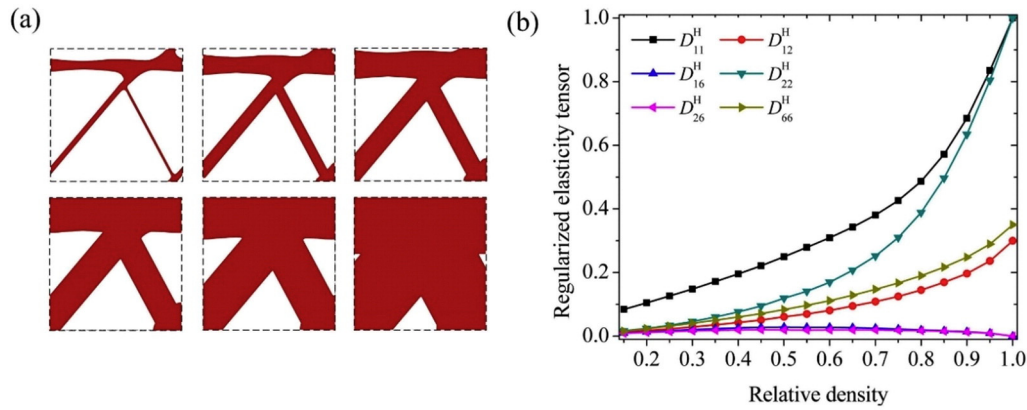 (a)
(b)
Regularized elasticity tensor
1.0
0.8
0.6
0.4
0.2
0.0
D₁₁ᴴ D₁₂ᴴ
D₁₆ᴴ D₂₂ᴴ
D₂₆ᴴ D₆₆ᴴ
0.2 0.3 0.4 0.5 0.6 0.7 0.8 0.9 1.0
Relative density